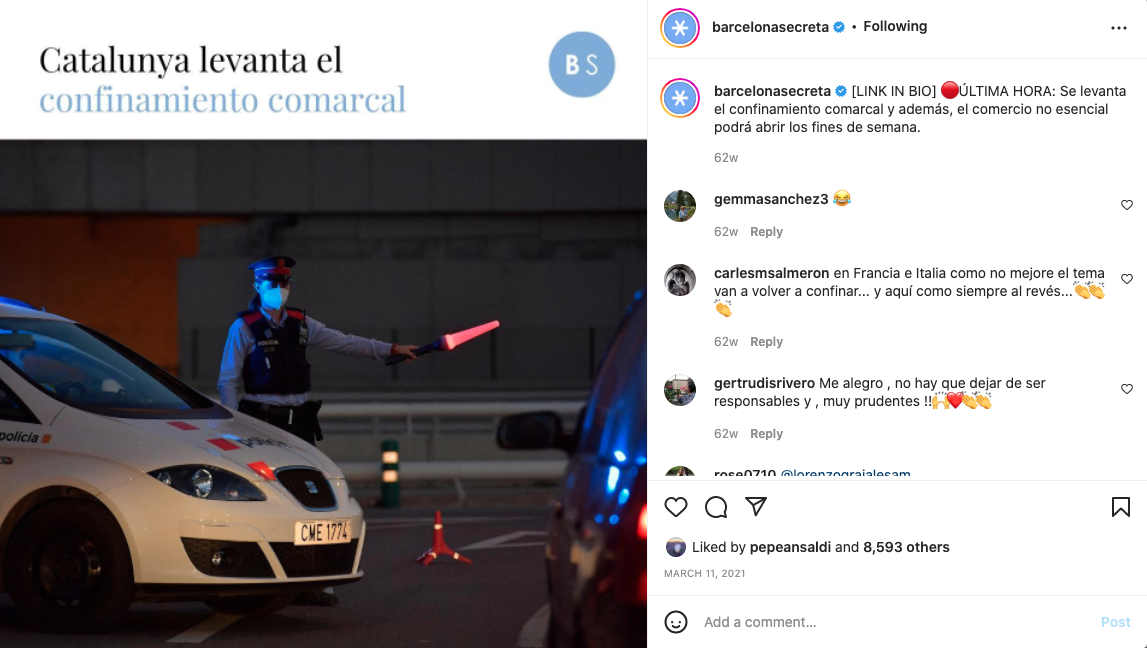 Catalunya levanta el
confinamiento comarcal
BS
POLICIA
policia
CME 1774
barcelonasecreta • Following
barcelonasecreta [LINK IN BIO] 🔴ÚLTIMA HORA: Se levanta
el confinamiento comarcal y además, el comercio no esencial
podrá abrir los fines de semana.
62w
gemmasanchez3 😂
62w Reply
carlesmsalmeron en Francia e Italia como no mejore el tema
van a volver a confinar... y aquí como siempre al revés...👏👏
👏
62w Reply
gertrudisrivero Me alegro , no hay que dejar de ser
responsables y , muy prudentes !!🙌❤️👏👏
62w Reply
rose0710 @lorenzograjalesam
Liked by pepeansaldi and 8,593 others
MARCH 11, 2021
Add a comment...
Post